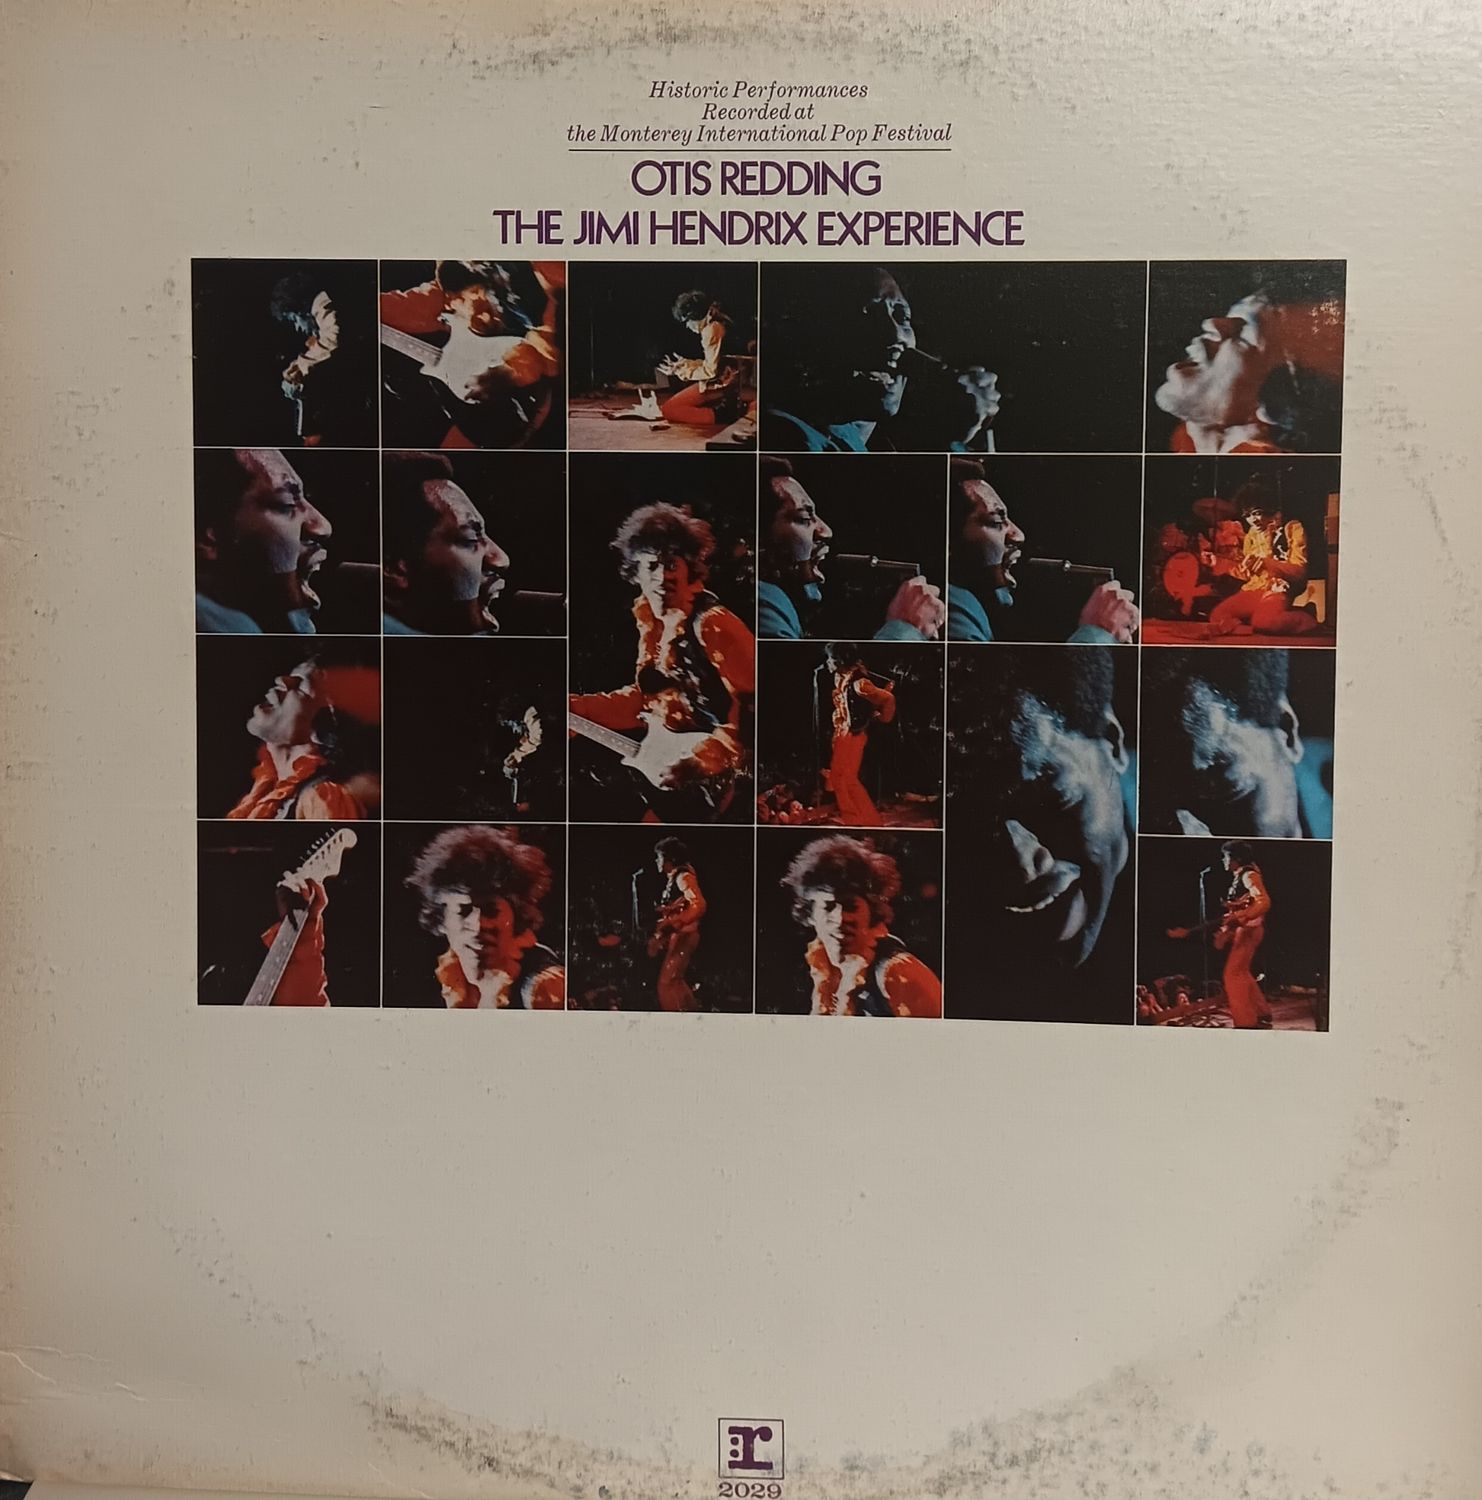 Historic Performances
Recorded at
the Monterey International Pop Festival
OTIS REDDING
THE JIMI HENDRIX EXPERIENCE
:r
2029